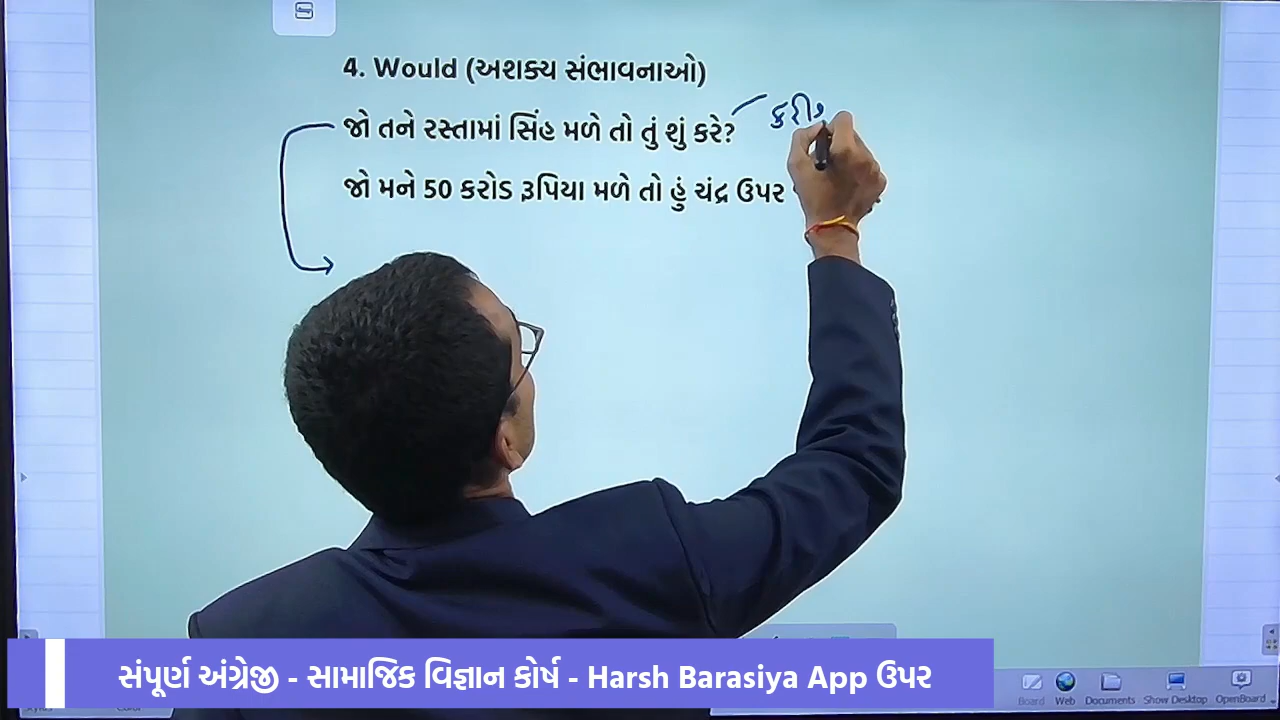 4. Would (અશક્ય સંભાવનાઓ)
જો તને રસ્તામાં સિંહ મળે તો તું શું કરે?
જો મને 50 કરોડ રૂપિયા મળે તો હું ચંદ્ર ઉપર
સંપૂર્ણ અંગ્રેજી - સામાજિક વિજ્ઞાન કોર્ષ - Harsh Barasiya App ઉપર
Board Web Documents Show Desktop OpenBoard